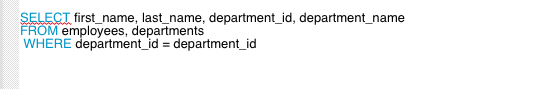 SELECT first_name, last_name, department_id, department_name
FROM employees, departments
WHERE department_id = department_id